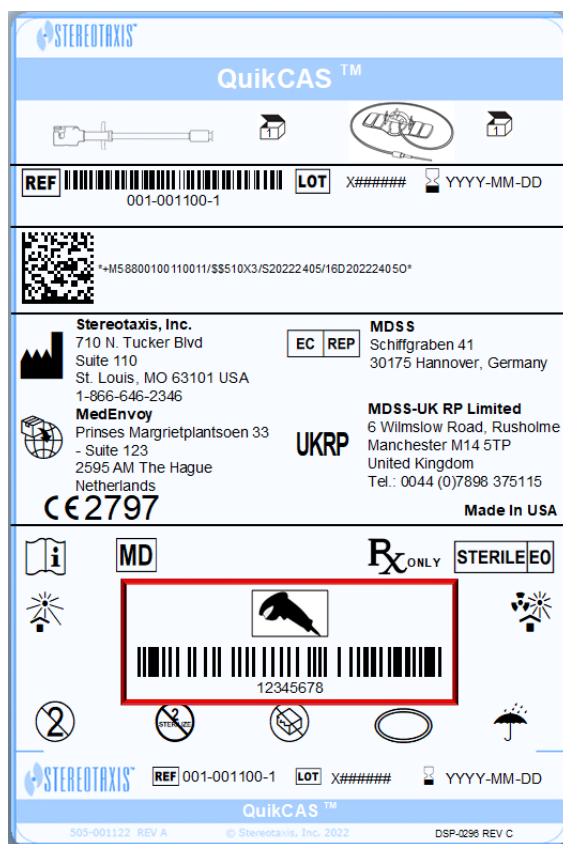 STEREOTAXIS™
QuikCAS ™
1
1
REF
LOT X###### YYYY-MM-DD
001-001100-1
*+M58800100110011/$$510X3/S20222405/16D20222405O*
Stereotaxis, Inc.
710 N. Tucker Blvd
Suite 110
St. Louis, MO 63101 USA
1-866-646-2346
EC REP
MDSS
Schiffgraben 41
30175 Hannover, Germany
MedEnvoy
Prinses Margrietplantsoen 33
- Suite 123
2595 AM The Hague
Netherlands
UKRP
MDSS-UK RP Limited
6 Wilmslow Road, Rusholme
Manchester M14 5TP
United Kingdom
Tel.: 0044 (0)7898 375115
CE2797
Made In USA
i
MD
Rx ONLY
STERILE EO
12345678
2
2 STERILIZE
STEREOTAXIS™ REF 001-001100-1 LOT X###### YYYY-MM-DD
QuikCAS ™
505-001122 REV A © Stereotaxis, Inc. 2022 DSP-0296 REV C